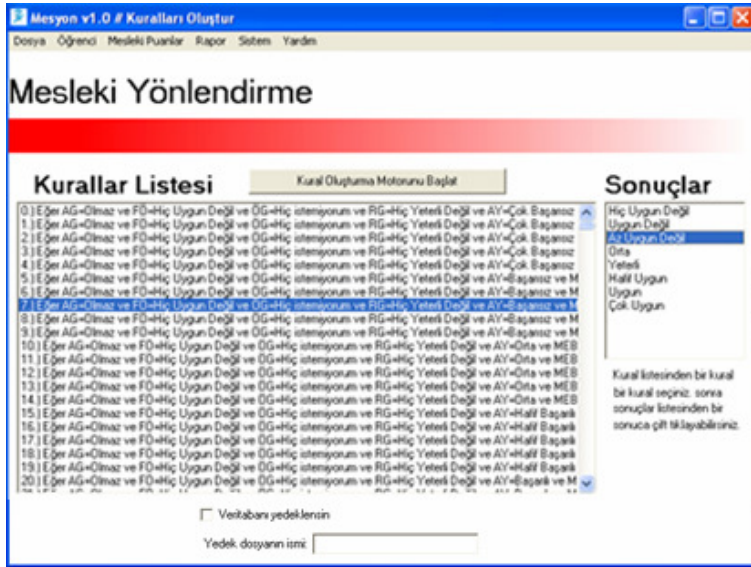 Mesyon v1.0 // Kuralları Oluştur
Dosya Öğrenci Mesleki Puanlar Rapor Sistem Yardım
Mesleki Yönlendirme
Kurallar Listesi
Kural Oluşturma Motorunu Başlat
Sonuçlar
0.) Eğer AG=Olmaz ve FÖ=Hiç Uygun Değil ve ÖG=Hiç istemiyorum ve RG=Hiç Yeterli Değil ve AY=Çok Başarısız
1.) Eğer AG=Olmaz ve FÖ=Hiç Uygun Değil ve ÖG=Hiç istemiyorum ve RG=Hiç Yeterli Değil ve AY=Çok Başarısız
2.) Eğer AG=Olmaz ve FÖ=Hiç Uygun Değil ve ÖG=Hiç istemiyorum ve RG=Hiç Yeterli Değil ve AY=Çok Başarısız
3.) Eğer AG=Olmaz ve FÖ=Hiç Uygun Değil ve ÖG=Hiç istemiyorum ve RG=Hiç Yeterli Değil ve AY=Çok Başarısız
4.) Eğer AG=Olmaz ve FÖ=Hiç Uygun Değil ve ÖG=Hiç istemiyorum ve RG=Hiç Yeterli Değil ve AY=Çok Başarısız
5.) Eğer AG=Olmaz ve FÖ=Hiç Uygun Değil ve ÖG=Hiç istemiyorum ve RG=Hiç Yeterli Değil ve AY=Başarısız ve M
6.) Eğer AG=Olmaz ve FÖ=Hiç Uygun Değil ve ÖG=Hiç istemiyorum ve RG=Hiç Yeterli Değil ve AY=Başarısız ve M
7.) Eğer AG=Olmaz ve FÖ=Hiç Uygun Değil ve ÖG=Hiç istemiyorum ve RG=Hiç Yeterli Değil ve AY=Başarısız ve M
8.) Eğer AG=Olmaz ve FÖ=Hiç Uygun Değil ve ÖG=Hiç istemiyorum ve RG=Hiç Yeterli Değil ve AY=Başarısız ve M
9.) Eğer AG=Olmaz ve FÖ=Hiç Uygun Değil ve ÖG=Hiç istemiyorum ve RG=Hiç Yeterli Değil ve AY=Başarısız ve M
10.) Eğer AG=Olmaz ve FÖ=Hiç Uygun Değil ve ÖG=Hiç istemiyorum ve RG=Hiç Yeterli Değil ve AY=Orta ve MEB
11.) Eğer AG=Olmaz ve FÖ=Hiç Uygun Değil ve ÖG=Hiç istemiyorum ve RG=Hiç Yeterli Değil ve AY=Orta ve MEB
12.) Eğer AG=Olmaz ve FÖ=Hiç Uygun Değil ve ÖG=Hiç istemiyorum ve RG=Hiç Yeterli Değil ve AY=Orta ve MEB
13.) Eğer AG=Olmaz ve FÖ=Hiç Uygun Değil ve ÖG=Hiç istemiyorum ve RG=Hiç Yeterli Değil ve AY=Orta ve MEB
14.) Eğer AG=Olmaz ve FÖ=Hiç Uygun Değil ve ÖG=Hiç istemiyorum ve RG=Hiç Yeterli Değil ve AY=Orta ve MEB
15.) Eğer AG=Olmaz ve FÖ=Hiç Uygun Değil ve ÖG=Hiç istemiyorum ve RG=Hiç Yeterli Değil ve AY=Hafif Başarılı
16.) Eğer AG=Olmaz ve FÖ=Hiç Uygun Değil ve ÖG=Hiç istemiyorum ve RG=Hiç Yeterli Değil ve AY=Hafif Başarılı
17.) Eğer AG=Olmaz ve FÖ=Hiç Uygun Değil ve ÖG=Hiç istemiyorum ve RG=Hiç Yeterli Değil ve AY=Hafif Başarılı
18.) Eğer AG=Olmaz ve FÖ=Hiç Uygun Değil ve ÖG=Hiç istemiyorum ve RG=Hiç Yeterli Değil ve AY=Hafif Başarılı
19.) Eğer AG=Olmaz ve FÖ=Hiç Uygun Değil ve ÖG=Hiç istemiyorum ve RG=Hiç Yeterli Değil ve AY=Hafif Başarılı
20.) Eğer AG=Olmaz ve FÖ=Hiç Uygun Değil ve ÖG=Hiç istemiyorum ve RG=Hiç Yeterli Değil ve AY=Başarılı ve M
Hiç Uygun Değil
Uygun Değil
Az Uygun Değil
Orta
Yeterli
Hafif Uygun
Uygun
Çok Uygun
Kural listesinden bir kural
bir kural seçiniz. sonra
sonuçlar listesinden bir
sonuca çift tıklayabilirsiniz.
Veritabanı yedeklensin
Yedek dosyanın ismi: